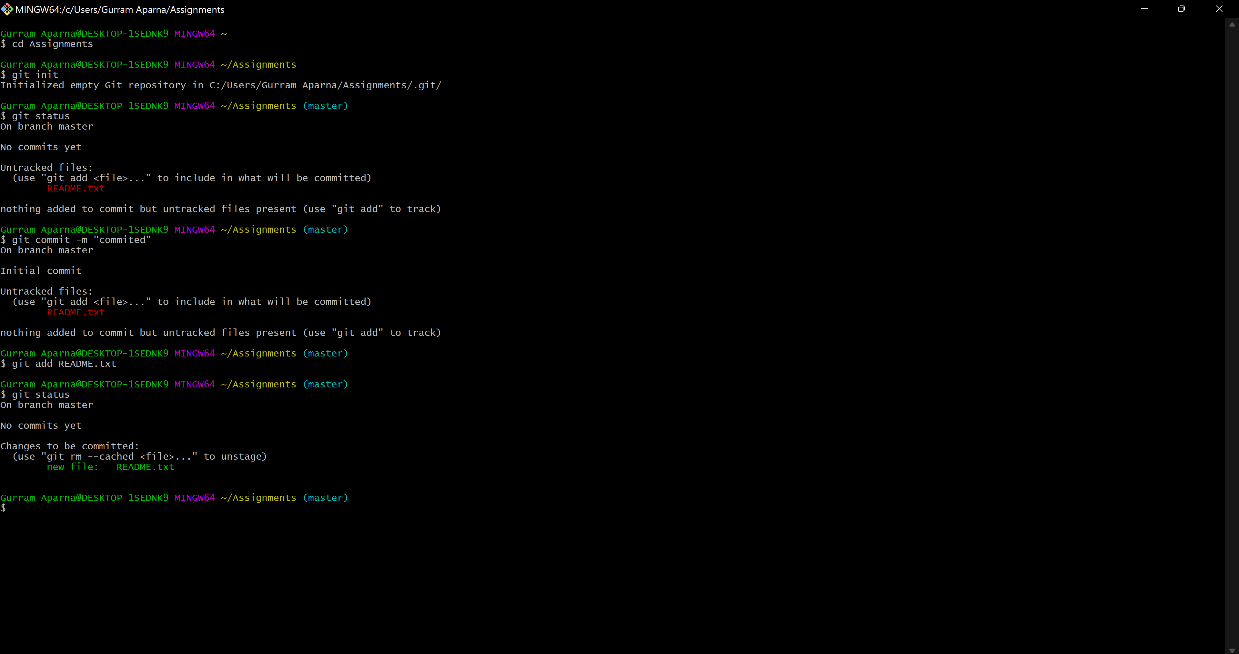 MINGW64:/c/Users/Gurram Aparna/Assignments
Gurram Aparna@DESKTOP-1SEDNK9 MINGW64 ~
$ cd Assignments
Gurram Aparna@DESKTOP-1SEDNK9 MINGW64 ~/Assignments
$ git init
Initialized empty Git repository in C:/Users/Gurram Aparna/Assignments/.git/
Gurram Aparna@DESKTOP-1SEDNK9 MINGW64 ~/Assignments (master)
$ git status
On branch master
No commits yet
Untracked files:
(use "git add <file>..." to include in what will be committed)
README.txt
nothing added to commit but untracked files present (use "git add" to track)
Gurram Aparna@DESKTOP-1SEDNK9 MINGW64 ~/Assignments (master)
$ git commit -m "commited"
On branch master
Initial commit
Untracked files:
(use "git add <file>..." to include in what will be committed)
README.txt
nothing added to commit but untracked files present (use "git add" to track)
Gurram Aparna@DESKTOP-1SEDNK9 MINGW64 ~/Assignments (master)
$ git add README.txt
Gurram Aparna@DESKTOP-1SEDNK9 MINGW64 ~/Assignments (master)
$ git status
On branch master
No commits yet
Changes to be committed:
(use "git rm --cached <file>..." to unstage)
new file:   README.txt
Gurram Aparna@DESKTOP-1SEDNK9 MINGW64 ~/Assignments (master)
$